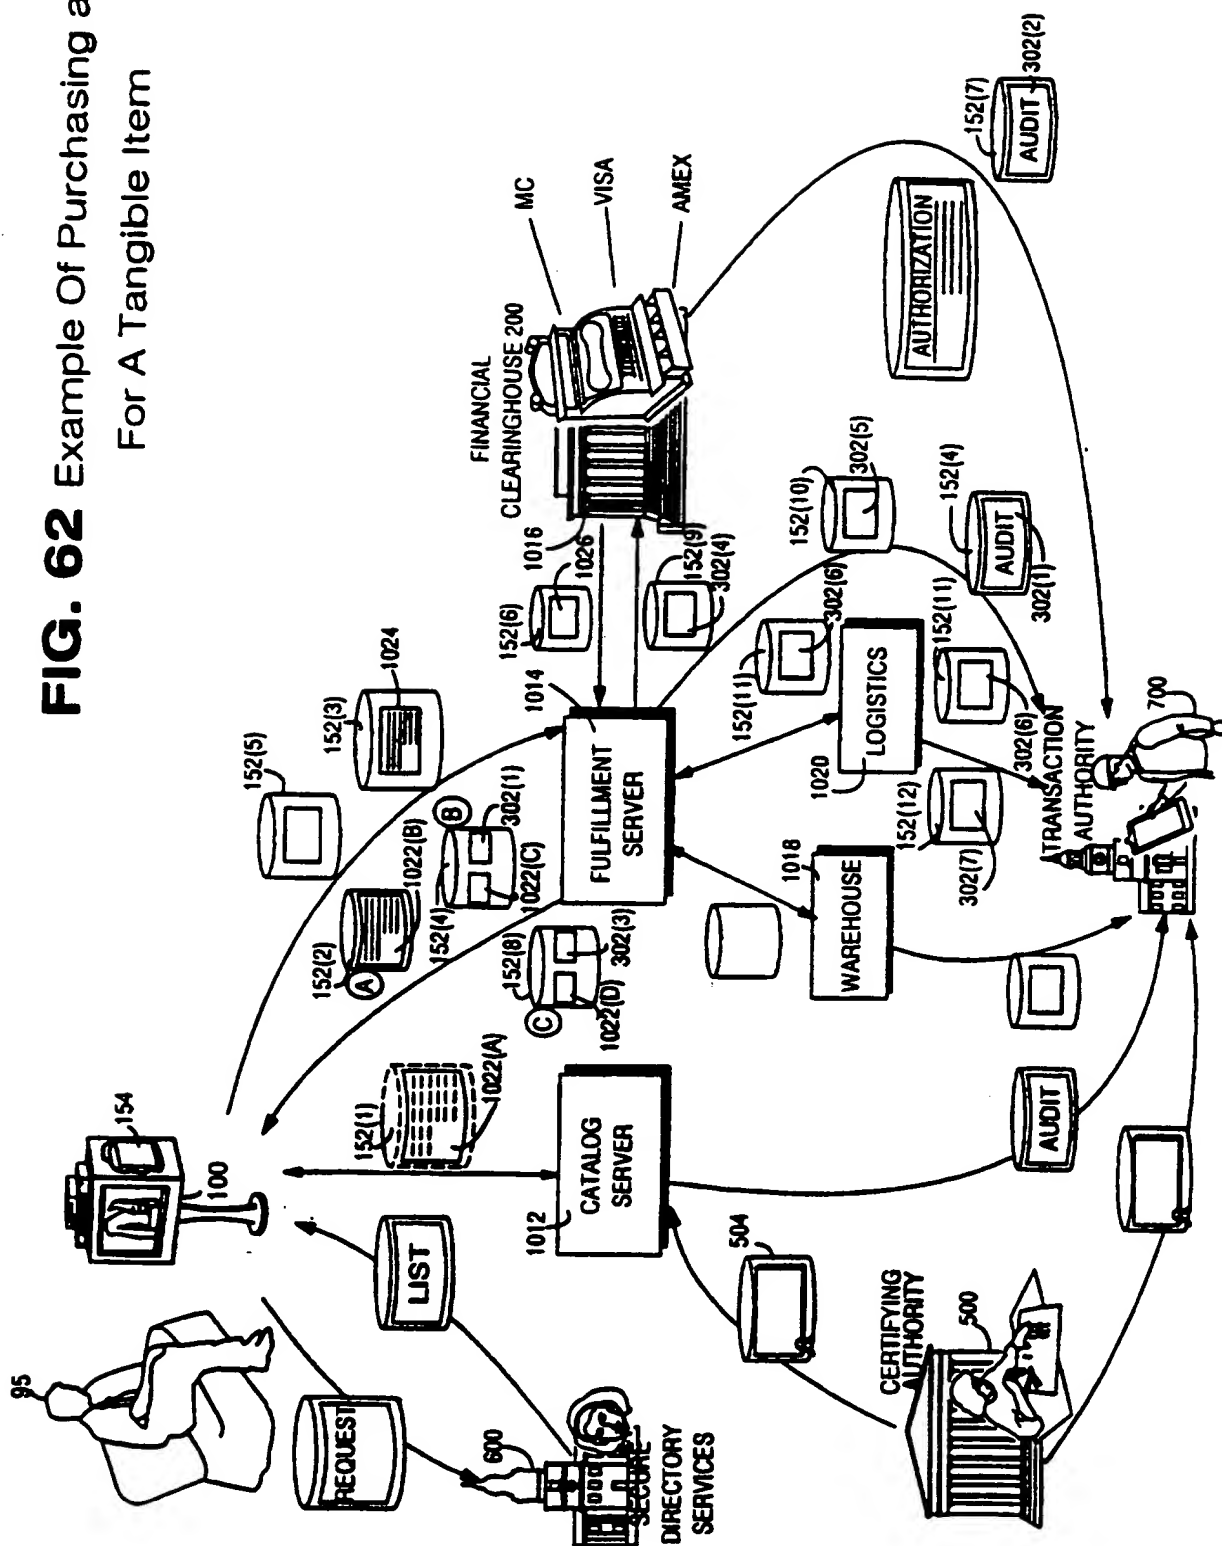 FIG. 62 Example Of Purchasing a
For A Tangible Item
95
154
100
REQUEST
600
SECURE
DIRECTORY
SERVICES
LIST
152(1)
1022(A)
1012
CATALOG
SERVER
504
CERTIFYING
AUTHORITY
500
152(5)
152(3)
1024
152(2)
A
1022(B)
152(4)
B
302(1)
1022(C)
152(8)
C
302(3)
1022(D)
1014
FULFILLMENT
SERVER
152(6)
1026
1016
FINANCIAL
CLEARINGHOUSE 200
MC
VISA
AMEX
152(9)
302(4)
152(11)
302(6)
1020
LOGISTICS
1018
WAREHOUSE
152(10)
302(5)
152(4)
AUDIT
302(1)
152(11)
302(6)
152(12)
302(7)
AUTHORIZATION
152(7)
AUDIT
302(2)
TRANSACTION
AUTHORITY
700
AUDIT